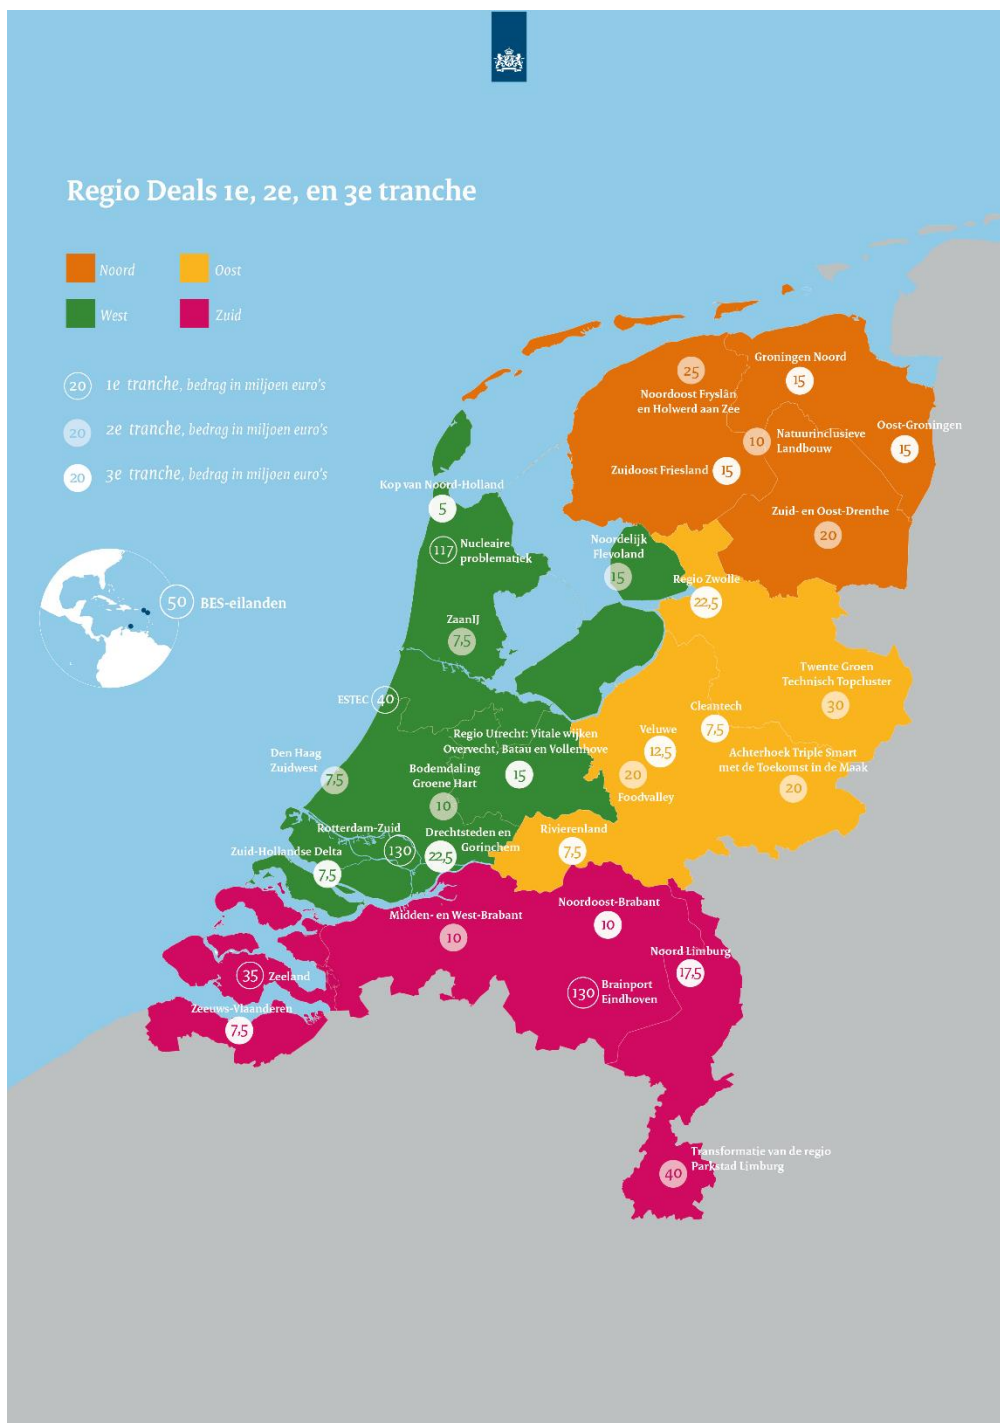 Regio Deals 1e, 2e, en 3e tranche
Noord
Oost
West
Zuid
20
1e tranche, bedrag in miljoen euro's
20
2e tranche, bedrag in miljoen euro's
20
3e tranche, bedrag in miljoen euro's
50
BES-eilanden
25
Noordoost Fryslân
en Holwerd aan Zee
Groningen Noord
15
10
Natuurinclusieve
Landbouw
Oost-Groningen
15
Zuidoost Friesland
15
Zuid- en Oost-Drenthe
20
Kop van Noord-Holland
5
117
Nucleaire
problematiek
Noordelijk
Flevoland
15
Regio Zwolle
22,5
ZaanIJ
7,5
Twente Groen
Technisch Topcluster
30
ESTEC
40
Cleantech
7,5
Regio Utrecht: Vitale wijken
Overvecht, Batau en Vollenhove
15
Veluwe
12,5
20
Foodvalley
Achterhoek Triple Smart
met de Toekomst in de Maak
20
Den Haag
Zuidwest
7,5
Bodemdaling
Groene Hart
10
Rotterdam-Zuid
130
Drechtsteden en
Gorinchem
22,5
Rivierenland
7,5
Zuid-Hollandse Delta
7,5
Midden- en West-Brabant
10
Noordoost-Brabant
10
Noord Limburg
17,5
35
Zeeland
130
Brainport
Eindhoven
Zeeuws-Vlaanderen
7,5
Transformatie van de regio
Parkstad Limburg
40